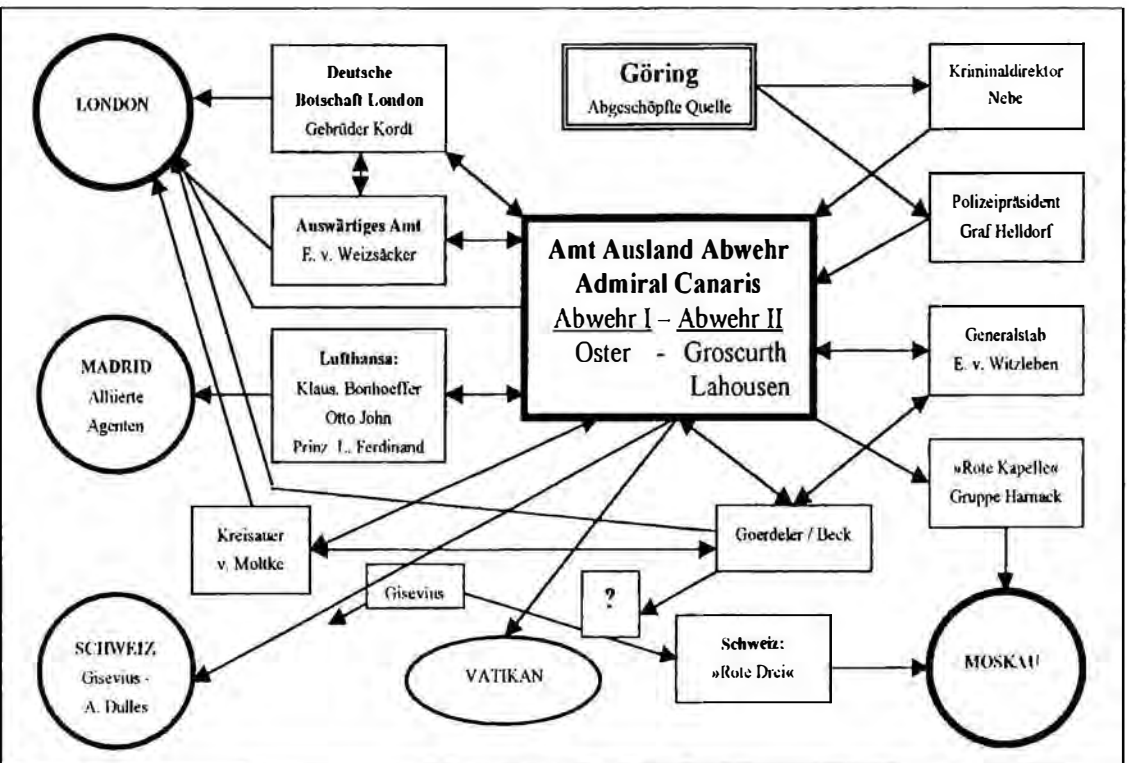 LONDON
Deutsche
Botschaft London
Gebrüder Kordt
Göring
Abgeschöpfte Quelle
Kriminaldirektor
Nebe
Auswärtiges Amt
E. v. Weizsäcker
Polizeipräsident
Graf Helldorf
Amt Ausland Abwehr
Admiral Canaris
Abwehr I – Abwehr II
Oster - Groscurth
Lahousen
MADRID
Alliierte
Agenten
Lufthansa:
Klaus. Bonhoeffer
Otto John
Prinz L. Ferdinand
Generalstab
E. v. Witzleben
»Rote Kapelle«
Gruppe Harnack
Kreisauer
v. Moltke
Goerdeler / Beck
Gisevius
?
SCHWEIZ
Gisevius -
A. Dulles
VATIKAN
Schweiz:
»Rote Drei«
MOSKAU